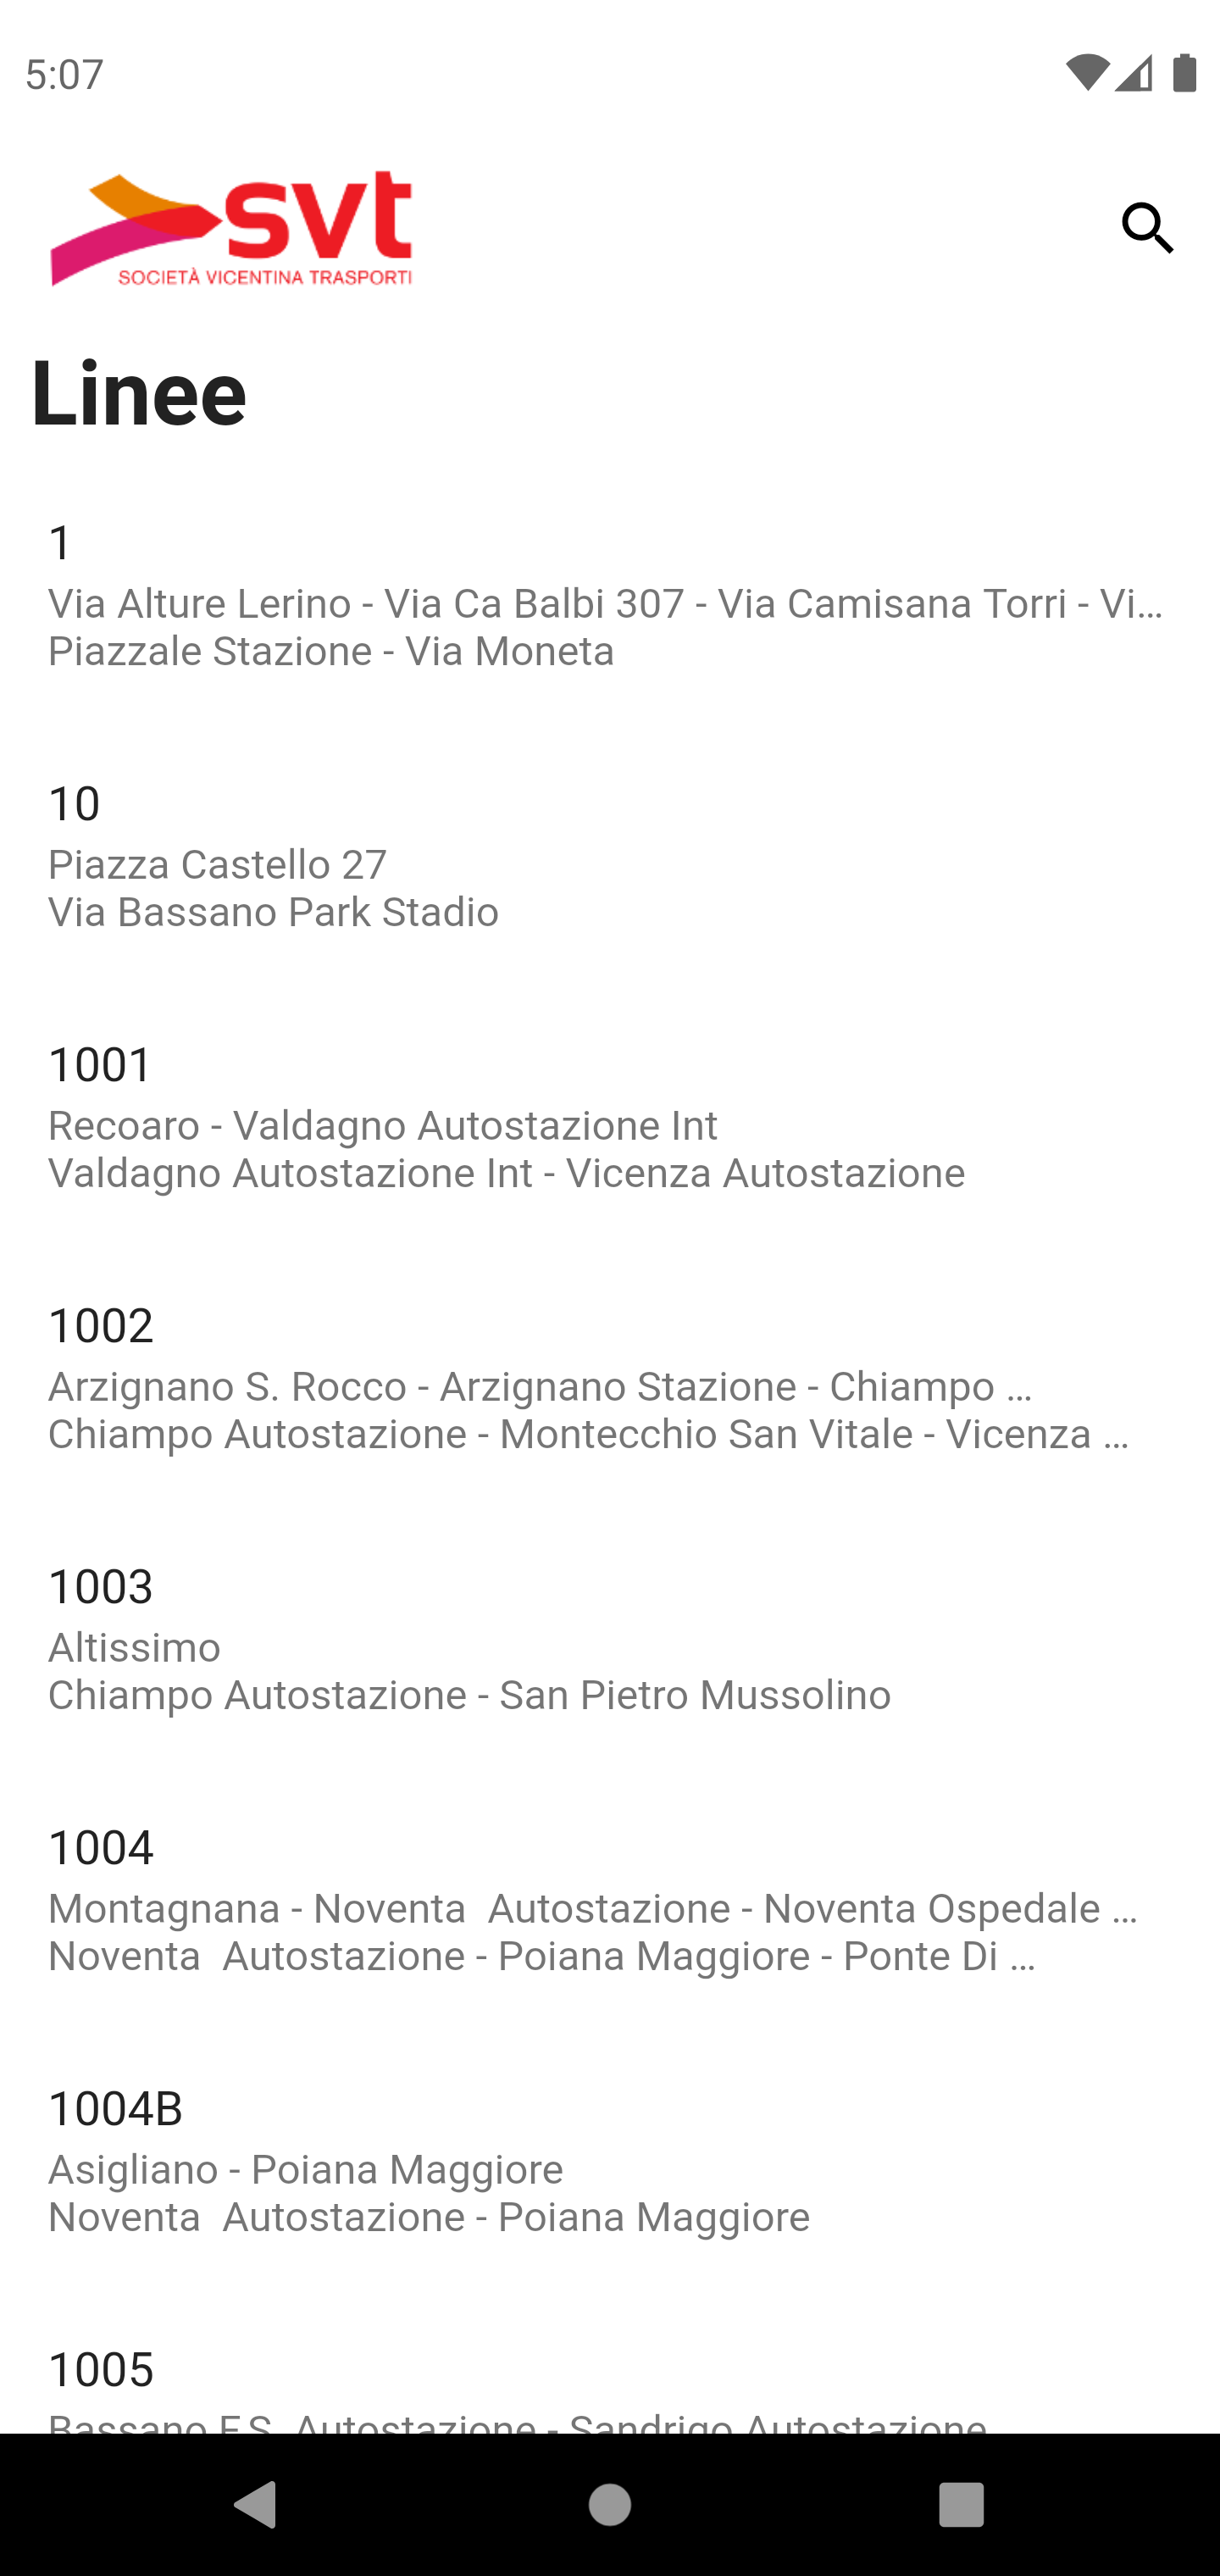 5:07
svt
SOCIETÀ VICENTINA TRASPORTI
Linee
1
Via Alture Lerino - Via Ca Balbi 307 - Via Camisana Torri - Vi...
Piazzale Stazione - Via Moneta
10
Piazza Castello 27
Via Bassano Park Stadio
1001
Recoaro - Valdagno Autostazione Int
Valdagno Autostazione Int - Vicenza Autostazione
1002
Arzignano S. Rocco - Arzignano Stazione - Chiampo ...
Chiampo Autostazione - Montecchio San Vitale - Vicenza ...
1003
Altissimo
Chiampo Autostazione - San Pietro Mussolino
1004
Montagnana - Noventa  Autostazione - Noventa Ospedale ...
Noventa  Autostazione - Poiana Maggiore - Ponte Di ...
1004B
Asigliano - Poiana Maggiore
Noventa  Autostazione - Poiana Maggiore
1005
Bassano F.S. Autostazione - Sandrigo Autostazione